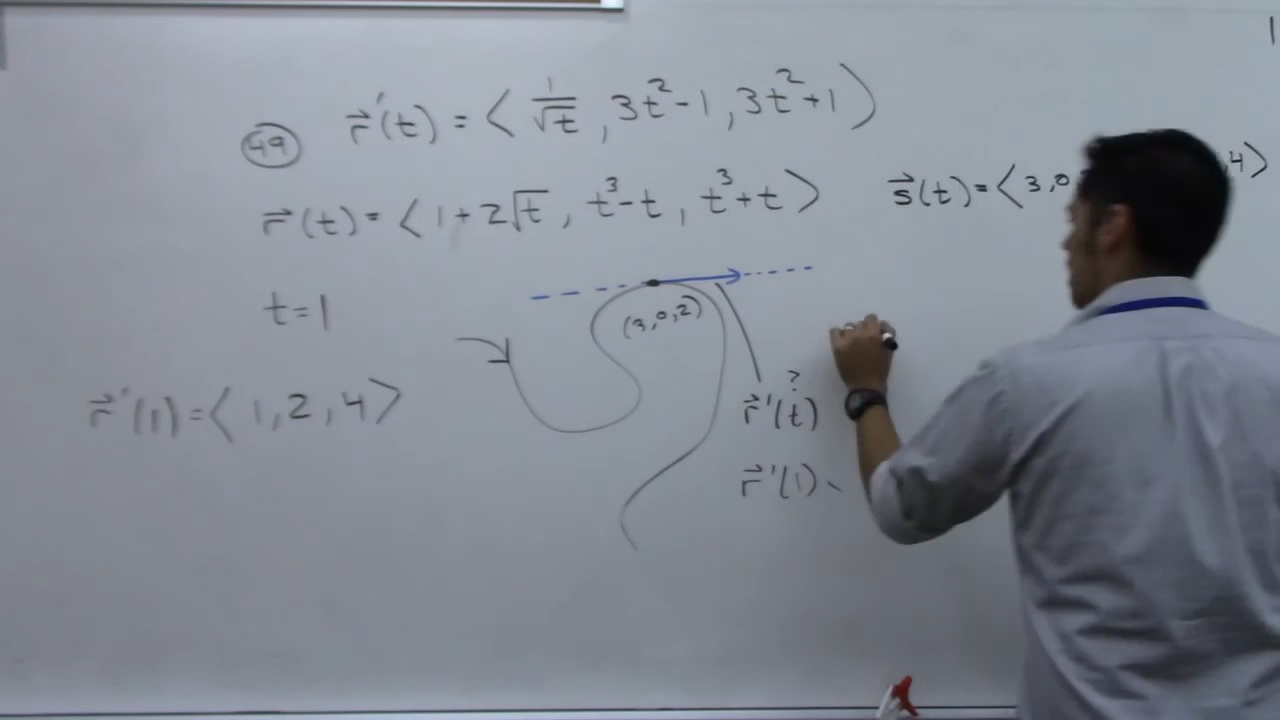 49 r⃗′(t) = ⟨ 1/√t , 3t²-1 , 3t²+1 ⟩
r⃗(t) = ⟨ 1+2√t , t³-t , t³+t ⟩
s⃗(t)=⟨3,0 ,4⟩
t=1
(3,0,2)
r⃗′(1)=⟨1,2,4⟩
?
r⃗′(t)
r⃗′(1)